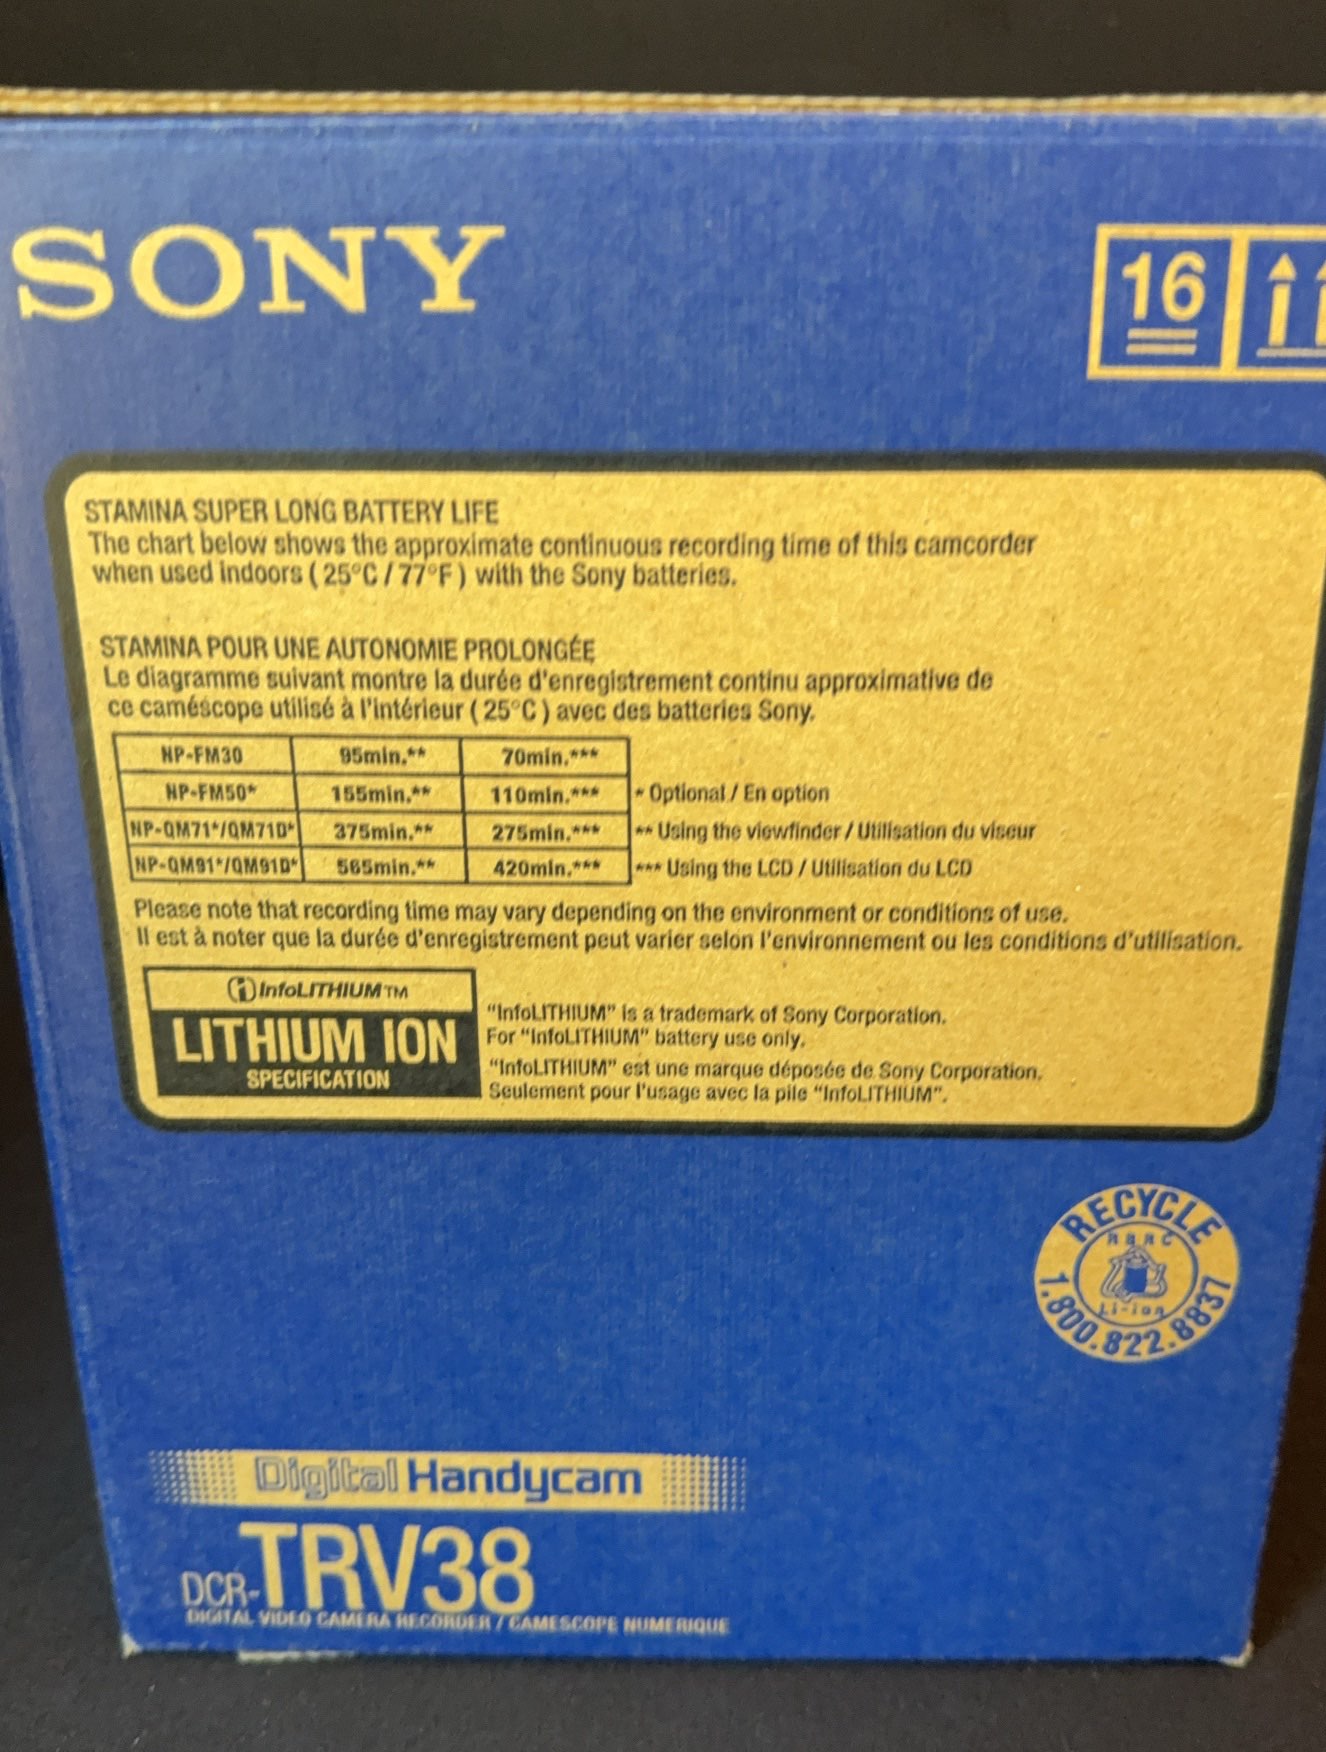 SONY
16
STAMINA SUPER LONG BATTERY LIFE
The chart below shows the approximate continuous recording time of this camcorder
when used indoors ( 25°C / 77°F ) with the Sony batteries.
STAMINA POUR UNE AUTONOMIE PROLONGÉE
Le diagramme suivant montre la durée d'enregistrement continu approximative de
ce caméscope utilisé à l'intérieur ( 25°C ) avec des batteries Sony.
NP-FM30 95min.** 70min.***
NP-FM50* 155min.** 110min.*** * Optional / En option
NP-QM71*/QM71D* 375min.** 275min.*** ** Using the viewfinder / Utilisation du viseur
NP-QM91*/QM91D* 565min.** 420min.*** *** Using the LCD / Utilisation du LCD
Please note that recording time may vary depending on the environment or conditions of use.
Il est à noter que la durée d'enregistrement peut varier selon l'environnement ou les conditions d'utilisation.
i InfoLITHIUM TM
LITHIUM ION
SPECIFICATION
"InfoLITHIUM" is a trademark of Sony Corporation.
For "InfoLITHIUM" battery use only.
"InfoLITHIUM" est une marque déposée de Sony Corporation.
Seulement pour l'usage avec la pile "InfoLITHIUM".
RECYCLE
RBRC
Li-ion
1.800.822.8837
Digital Handycam
DCR-TRV38
DIGITAL VIDEO CAMERA RECORDER / CAMESCOPE NUMERIQUE